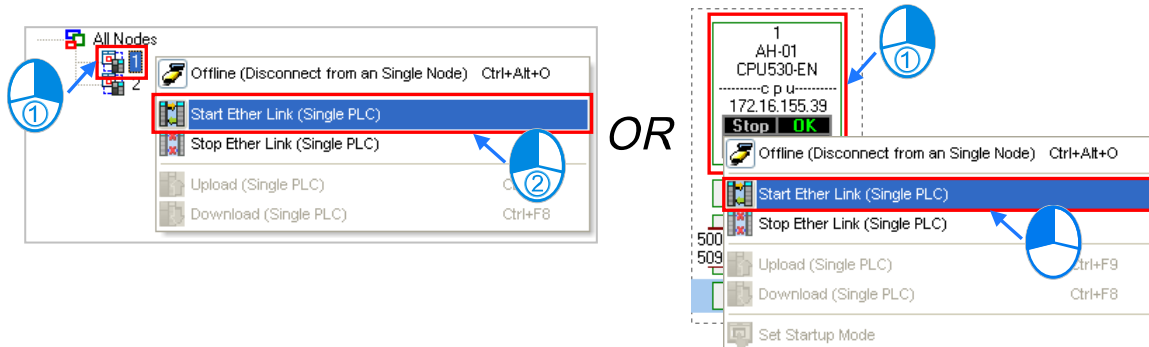 All Nodes
1
2
①
Offline (Disconnect from an Single Node) Ctrl+Alt+O
Start Ether Link (Single PLC)
Stop Ether Link (Single PLC)
②
Upload (Single PLC)
Download (Single PLC) Ctrl+F8
OR
1
AH-01
CPU530-EN
--------c p u--------
172.16.155.39
Stop OK
①
Offline (Disconnect from an Single Node) Ctrl+Alt+O
Start Ether Link (Single PLC)
Stop Ether Link (Single PLC)
500
509
Upload (Single PLC) Ctrl+F9
Download (Single PLC) Ctrl+F8
Set Startup Mode